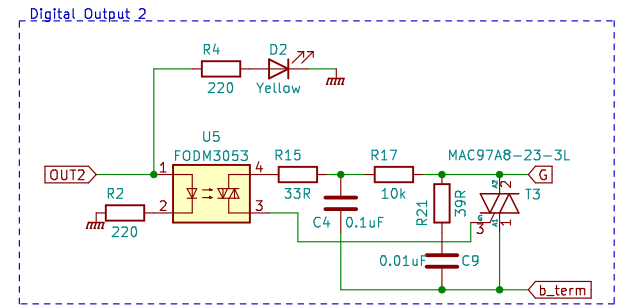 Digital Output 2
R4
D2
220
Yellow
U5
FODM3053
R15
R17
MAC97A8-23-3L
OUT2
1
4
2
3
33R
10k
A2
2
G
R2
220
C4
0.1uF
R21
39R
G
3
A1
1
T3
0.01uF
C9
b_term